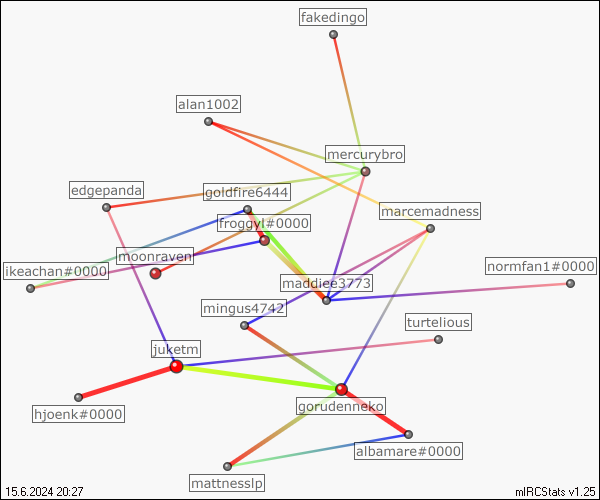 fakedingo
alan1002
mercurybro
edgepanda
goldfire6444
marcemadness
froggyl#0000
moonraven
ikeachan#0000
normfan1#0000
maddiee3773
mingus4742
turtelious
juketm
hjoenk#0000
gorudenneko
albamare#0000
mattnesslp
15.6.2024 20:27
mIRCStats v1.25